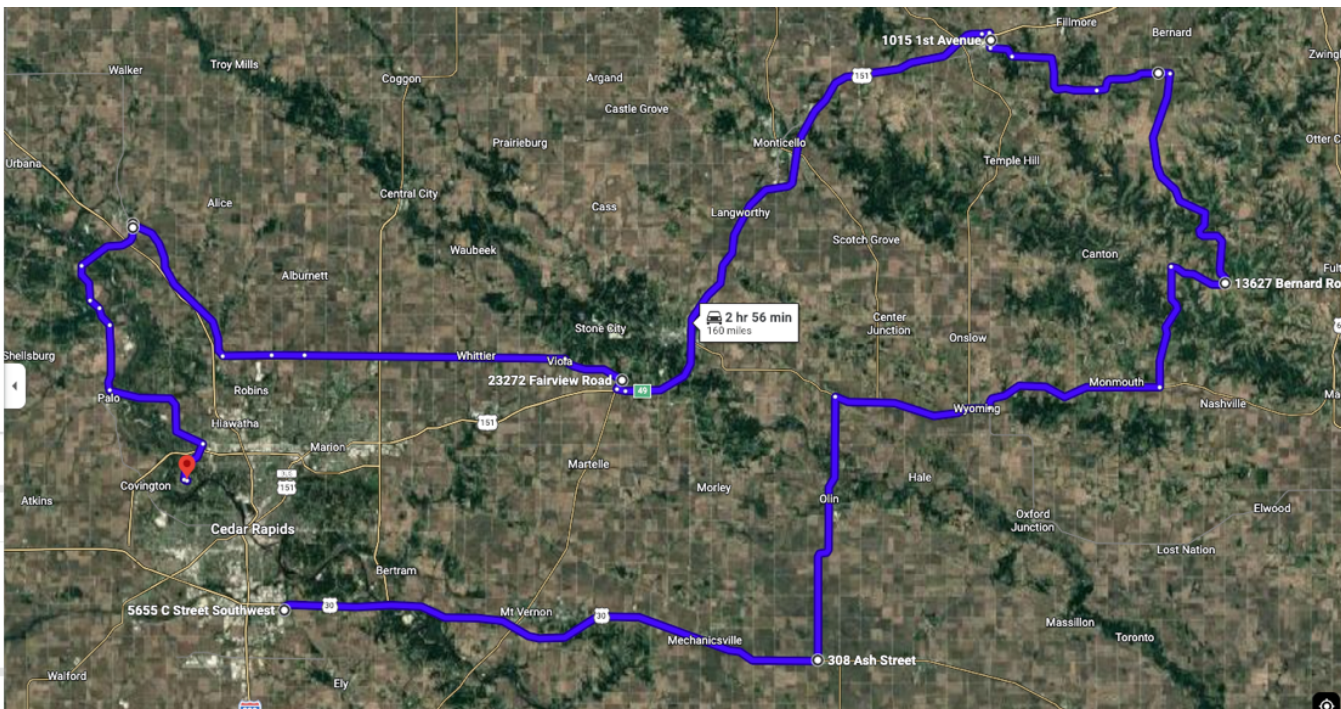 Fillmore
1015 1st Avenue
Bernard
Troy Mills
Walker
Coggon
Argand
151
Castle Grove
Prairieburg
Monticello
Otter C
Urbana
Temple Hill
Central City
Alice
Cass
Langworthy
Scotch Grove
Waubeek
Canton
Alburnett
13627 Bernard Ro
2 hr 56 min
160 miles
Stone City
Center
Junction
Onslow
Shellsburg
Whittier
Viola
23272 Fairview Road
49
Monmouth
Robins
Palo
Nashville
Wyoming
Hiawatha
151
Marion
Martelle
Covington
151
Morley
Hale
Atkins
Olin
Elwood
Oxford
Junction
Cedar Rapids
Lost Nation
Bertram
5655 C Street Southwest
30
Mt Vernon
30
Massillon
Toronto
Mechanicsville
308 Ash Street
Walford
Ely